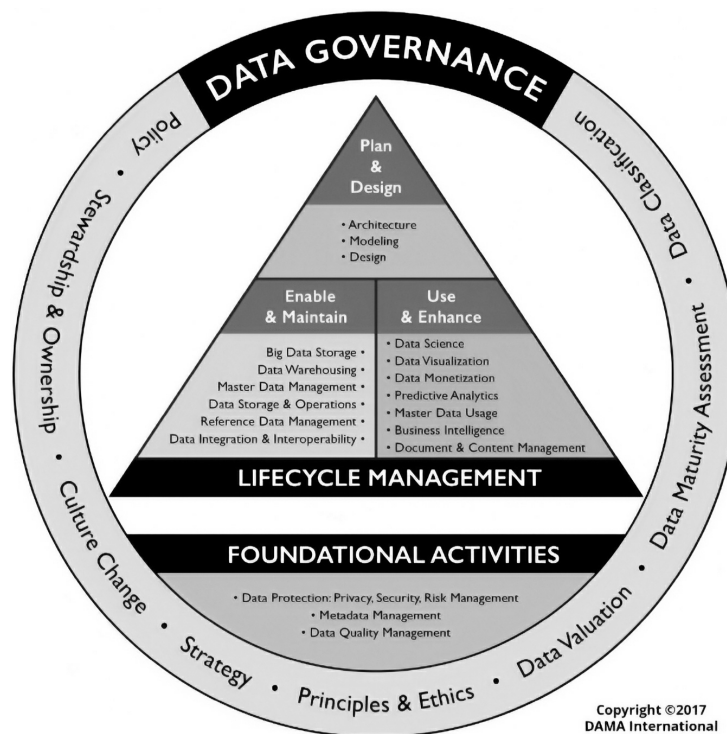 DATA GOVERNANCE
Policy • Stewardship & Ownership • Culture Change • Strategy • Principles & Ethics • Data Valuation • Data Maturity Assessment • Data Classification
Plan
&
Design
• Architecture
• Modeling
• Design
Enable
& Maintain
Big Data Storage •
Data Warehousing •
Master Data Management •
Data Storage & Operations •
Reference Data Management •
Data Integration & Interoperability •
Use
& Enhance
• Data Science
• Data Visualization
• Data Monetization
• Predictive Analytics
• Master Data Usage
• Business Intelligence
• Document & Content Management
LIFECYCLE MANAGEMENT
FOUNDATIONAL ACTIVITIES
• Data Protection: Privacy, Security, Risk Management
• Metadata Management
• Data Quality Management
Copyright ©2017
DAMA International